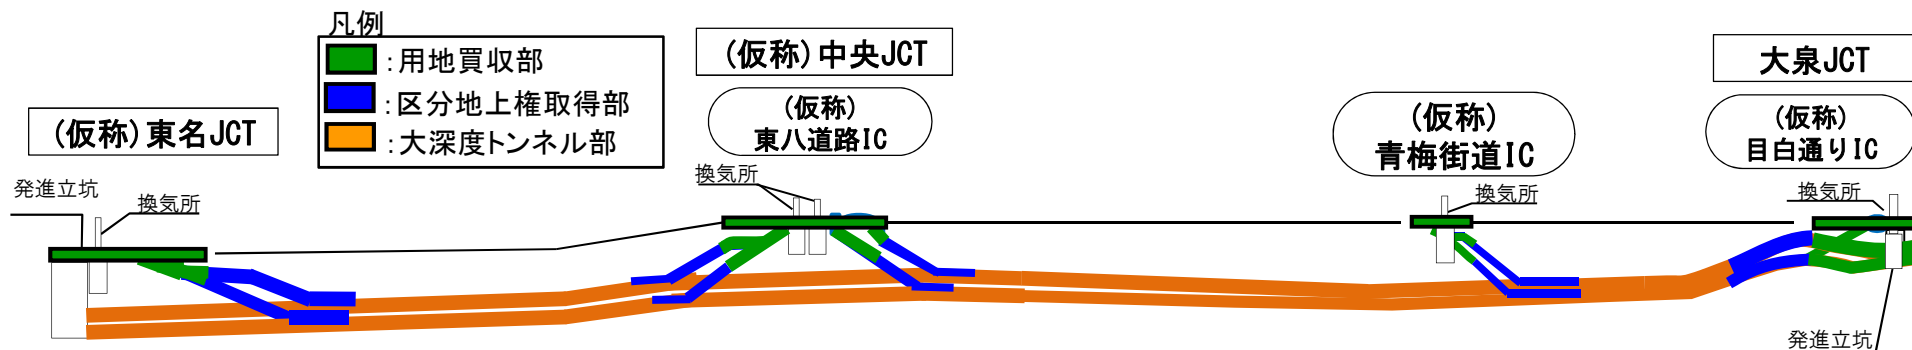 凡例
:用地買収部
:区分地上権取得部
:大深度トンネル部
(仮称)東名JCT
発進立坑
換気所
(仮称)中央JCT
(仮称)
東八道路IC
換気所
(仮称)
青梅街道IC
換気所
大泉JCT
(仮称)
目白通りIC
換気所
発進立坑